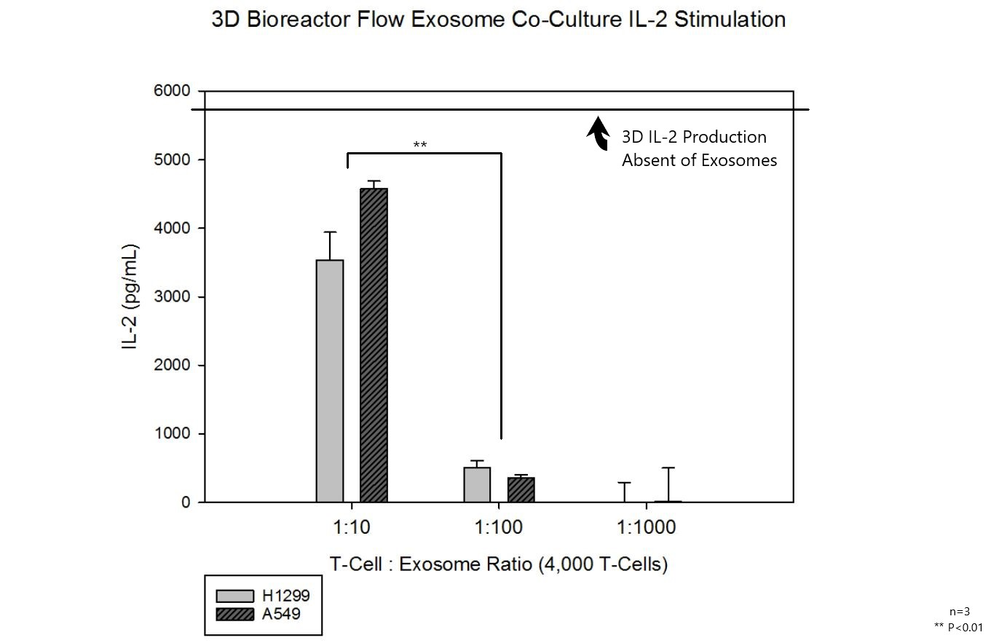 3D Bioreactor Flow Exosome Co-Culture IL-2 Stimulation
6000
5000
4000
3000
2000
1000
0
IL-2 (pg/mL)
**
3D IL-2 Production
Absent of Exosomes
1:10
1:100
1:1000
T-Cell : Exosome Ratio (4,000 T-Cells)
H1299
A549
n=3
** P<0.01